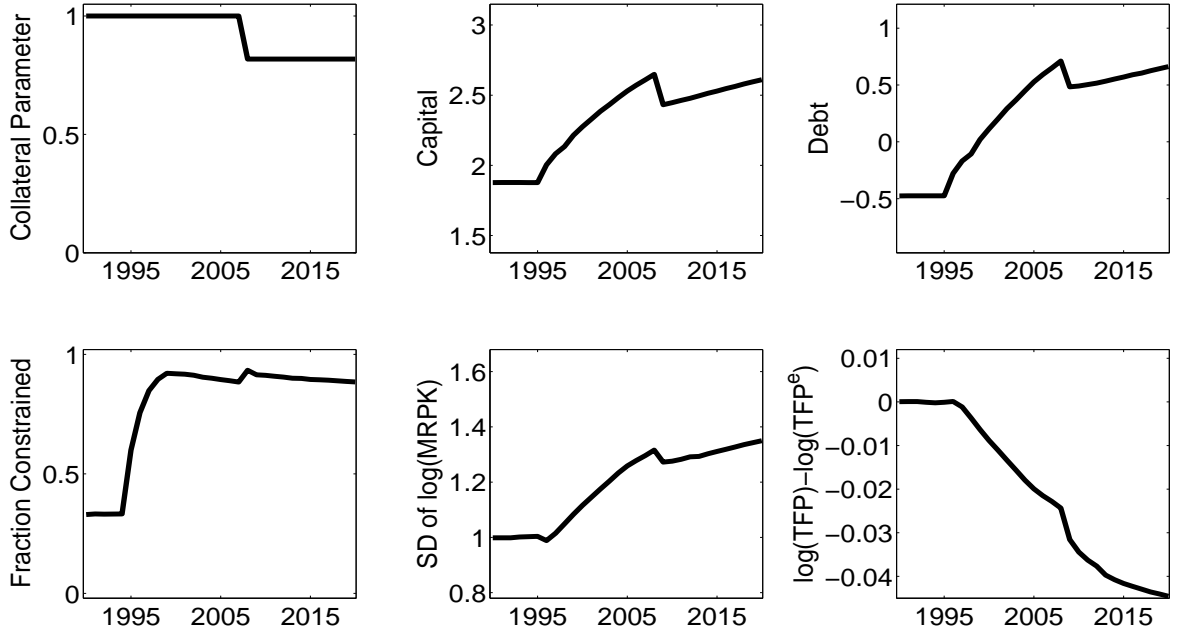 Collateral Parameter
1
0.5
0
1995 2005 2015
Capital
3
2.5
2
1.5
1995 2005 2015
Debt
1
0.5
0
−0.5
1995 2005 2015
Fraction Constrained
1
0.5
0
1995 2005 2015
SD of log(MRPK)
1.6
1.4
1.2
1
0.8
1995 2005 2015
log(TFP)−log(TFPᵉ)
0.01
0
−0.01
−0.02
−0.03
−0.04
1995 2005 2015